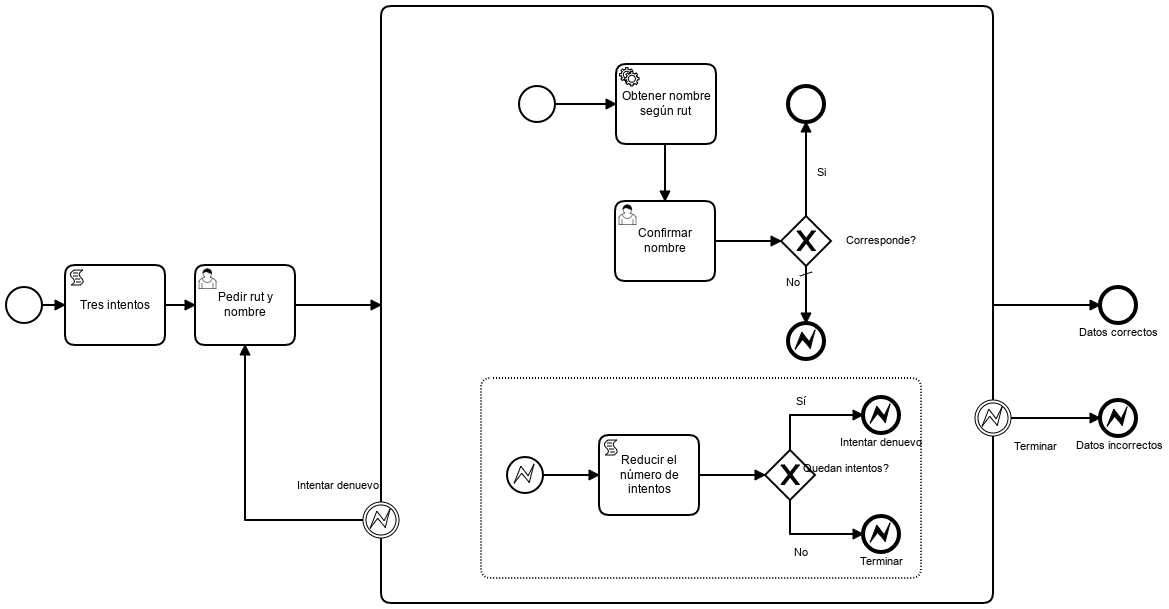 Obtener nombre
según rut
Si
Confirmar
nombre
Corresponde?
No
Tres intentos
Pedir rut y
nombre
Datos correctos
Sí
Intentar denuevo
Reducir el
número de
intentos
Quedan intentos?
Terminar
Datos incorrectos
Intentar denuevo
No
Terminar